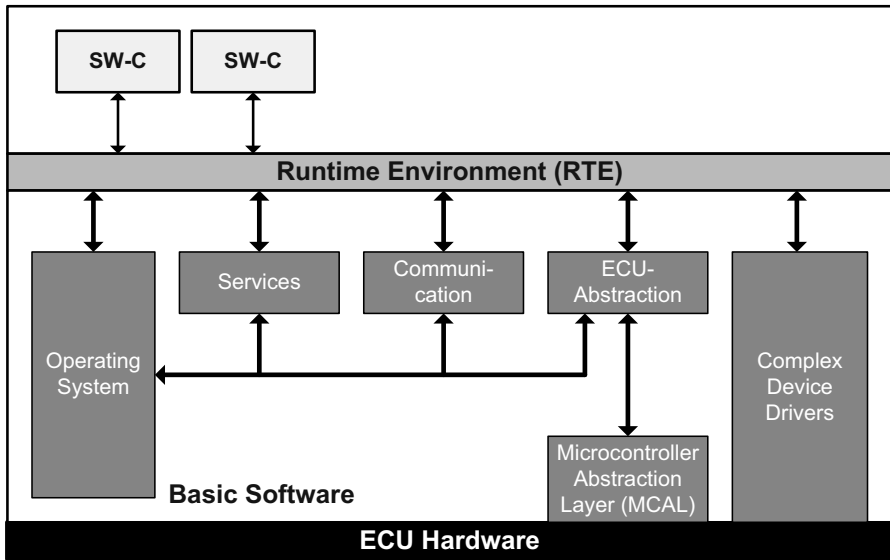 SW-C
SW-C
Runtime Environment (RTE)
Services
Communi-
cation
ECU-
Abstraction
Operating
System
Complex
Device
Drivers
Microcontroller
Abstraction
Layer (MCAL)
Basic Software
ECU Hardware